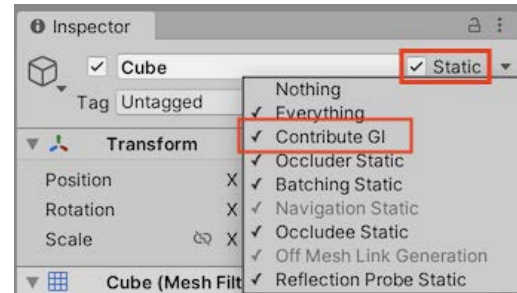 Inspector
Cube Static
Tag Untagged
Nothing
Everything
Contribute GI
Occluder Static
Batching Static
Navigation Static
Occludee Static
Off Mesh Link Generation
Reflection Probe Static
Transform
Position X
Rotation X
Scale X
Cube (Mesh Filt